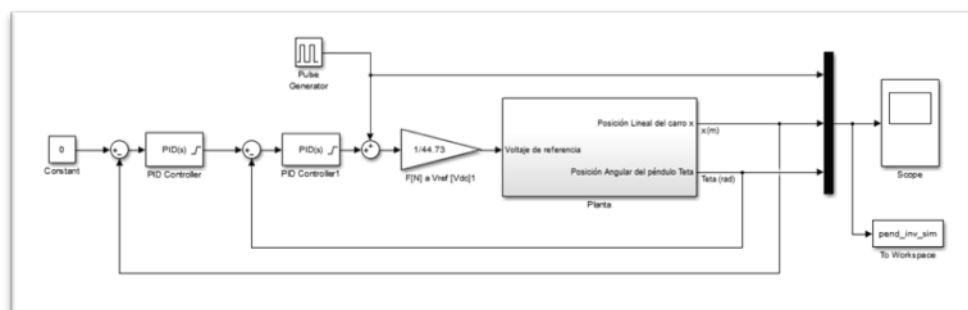 Pulse
Generator
0
Constant
PID(s)
PID Controller
PID(s)
PID Controller1
1/44.73
F[N] a Vref [Vdc]1
Voltaje de referencia
Posición Lineal del carro x
Posición Angular del péndulo Teta
Planta
x(m)
Teta (rad)
Scope
pend_inv_sim
To Workspace